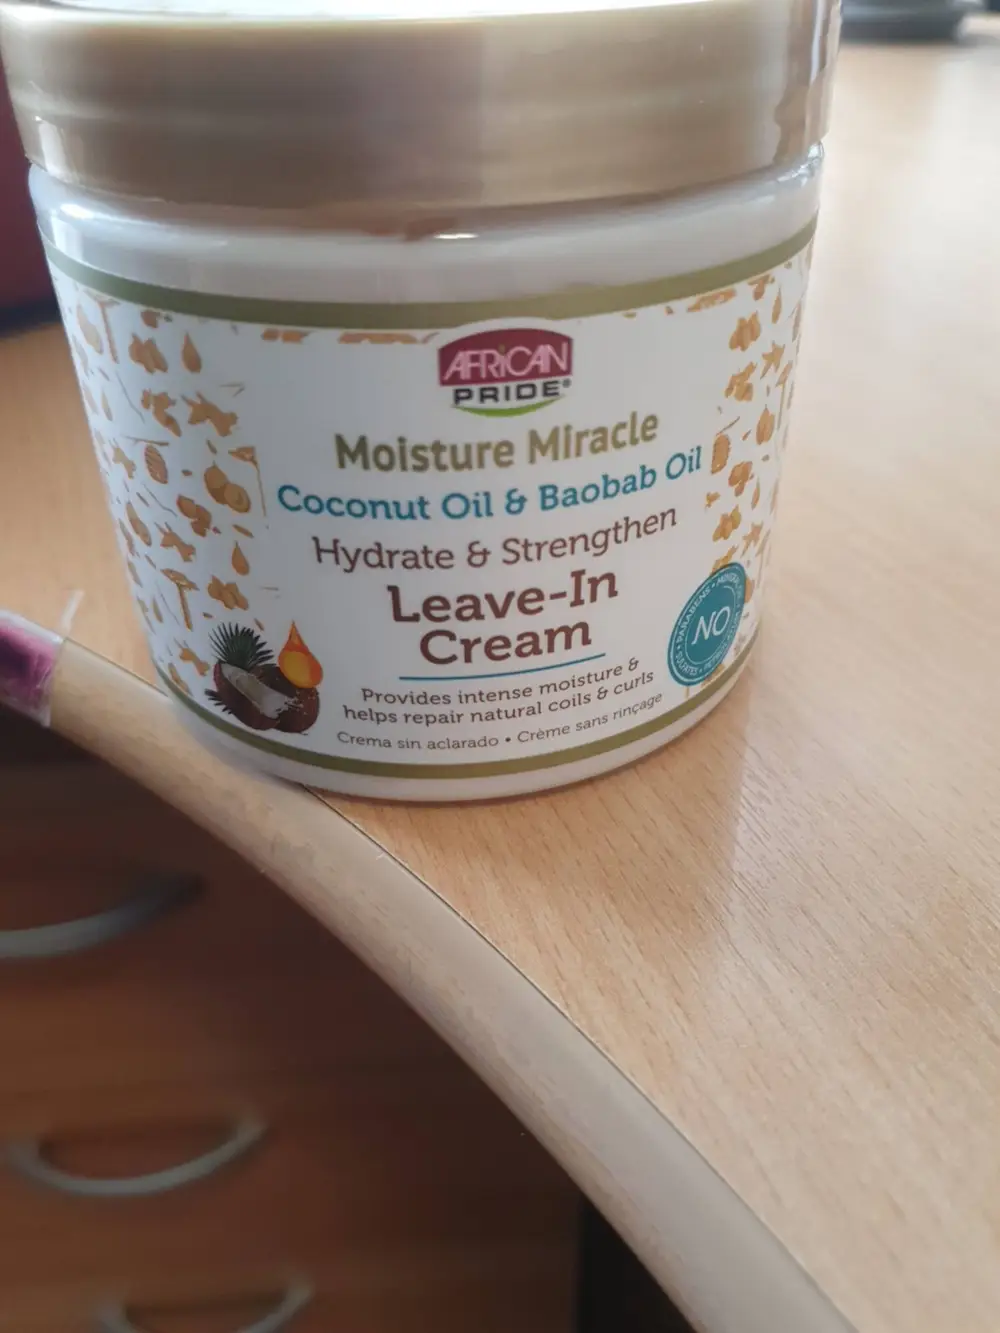 AFRICAN
PRIDE®
Moisture Miracle
Coconut Oil & Baobab Oil
Hydrate & Strengthen
Leave-In
Cream
Provides intense moisture &
helps repair natural coils & curls
Crema sin aclarado • Crème sans rinçage
NO
PARABENS